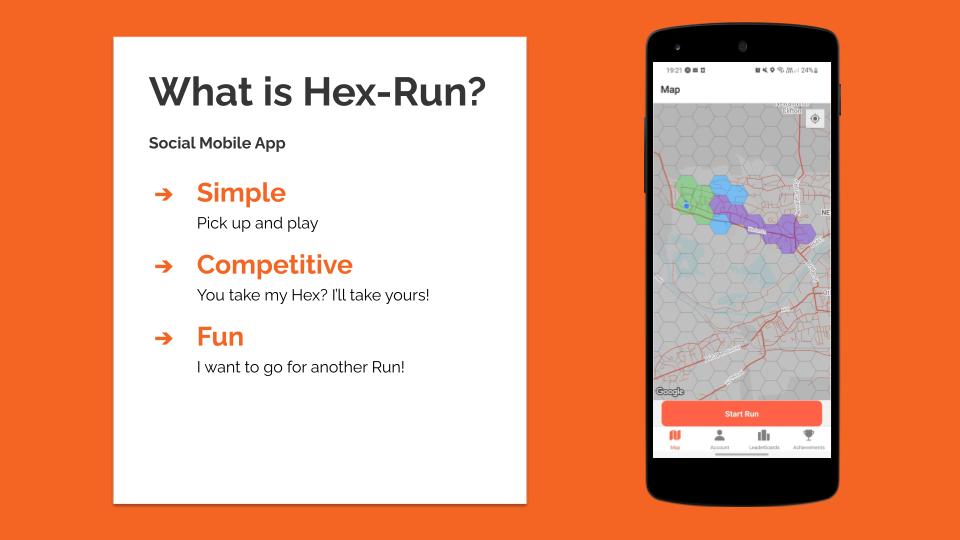 What is Hex-Run?
Social Mobile App
➔ Simple
Pick up and play
➔ Competitive
You take my Hex? I'll take yours!
➔ Fun
I want to go for another Run!
19:21
24%
Map
NE
Google
Start Run
Map Account Leaderboards Achievements